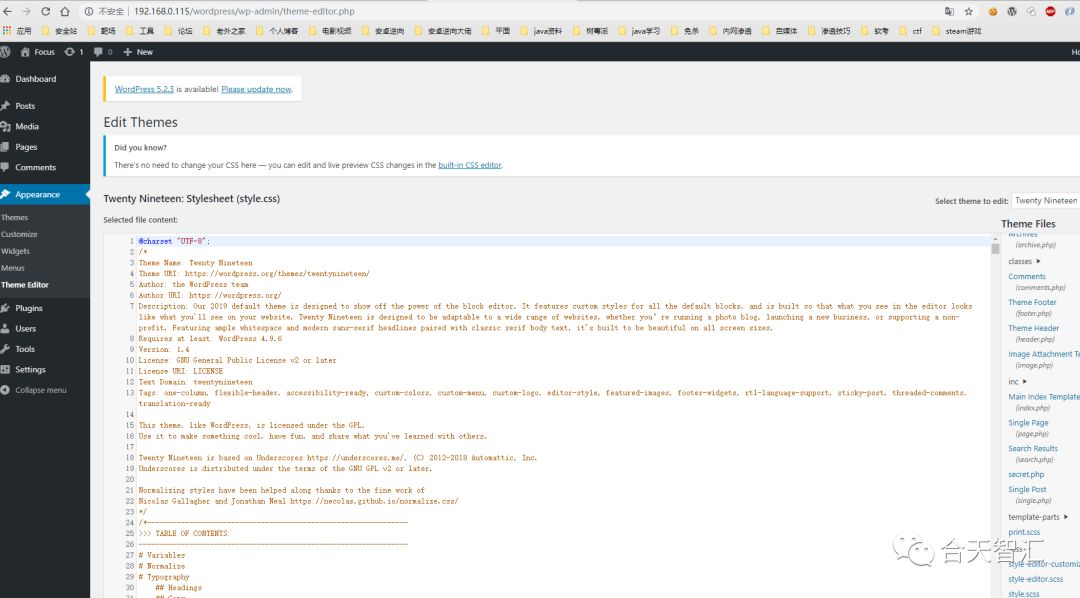 不安全 | 192.168.0.115/wordpress/wp-admin/theme-editor.php
应用 安全站 靶场 工具 论坛 老外之家 个人博客 电影视频 安卓逆向 安卓逆向大佬 平面 java资料 树莓派 java学习 免杀 内网渗透 自媒体 渗透技巧 软考 ctf steam游戏
Focus 1 0 New
Dashboard
Posts
Media
Pages
Comments
Appearance
Themes
Customize
Widgets
Menus
Theme Editor
Plugins
Users
Tools
Settings
Collapse menu
WordPress 5.2.3 is available! Please update now.
Edit Themes
Did you know?
There's no need to change your CSS here — you can edit and live preview CSS changes in the built-in CSS editor.
Twenty Nineteen: Stylesheet (style.css)
Select theme to edit: Twenty Nineteen
Selected file content:
1 @charset "UTF-8";
2 /*
3 Theme Name: Twenty Nineteen
4 Theme URI: https://wordpress.org/themes/twentynineteen/
5 Author: the WordPress team
6 Author URI: https://wordpress.org/
7 Description: Our 2019 default theme is designed to show off the power of the block editor. It features custom styles for all the default blocks, and is built so that what you see in the editor looks
like what you'll see on your website. Twenty Nineteen is designed to be adaptable to a wide range of websites, whether you’re running a photo blog, launching a new business, or supporting a non-
profit. Featuring ample whitespace and modern sans-serif headlines paired with classic serif body text, it's built to be beautiful on all screen sizes.
8 Requires at least: WordPress 4.9.6
9 Version: 1.4
10 License: GNU General Public License v2 or later
11 License URI: LICENSE
12 Text Domain: twentynineteen
13 Tags: one-column, flexible-header, accessibility-ready, custom-colors, custom-menu, custom-logo, editor-style, featured-images, footer-widgets, rtl-language-support, sticky-post, threaded-comments,
translation-ready
14
15 This theme, like WordPress, is licensed under the GPL.
16 Use it to make something cool, have fun, and share what you've learned with others.
17
18 Twenty Nineteen is based on Underscores https://underscores.me/, (C) 2012-2018 Automattic, Inc.
19 Underscores is distributed under the terms of the GNU GPL v2 or later.
20
21 Normalizing styles have been helped along thanks to the fine work of
22 Nicolas Gallagher and Jonathan Neal https://necolas.github.io/normalize.css/
23 */
24 /*--------------------------------------------------------------
25 >>> TABLE OF CONTENTS:
26 ----------------------------------------------------------------
27 # Variables
28 # Normalize
29 # Typography
30 ## Headings
Theme Files
Archives
(archive.php)
classes
Comments
(comments.php)
Theme Footer
(footer.php)
Theme Header
(header.php)
Image Attachment Te
(image.php)
inc
Main Index Template
(index.php)
Single Page
(page.php)
Search Results
(search.php)
secret.php
Single Post
(single.php)
template-parts
print.scss
style-editor-customiz
style-editor.scss
style.scss
合天智汇